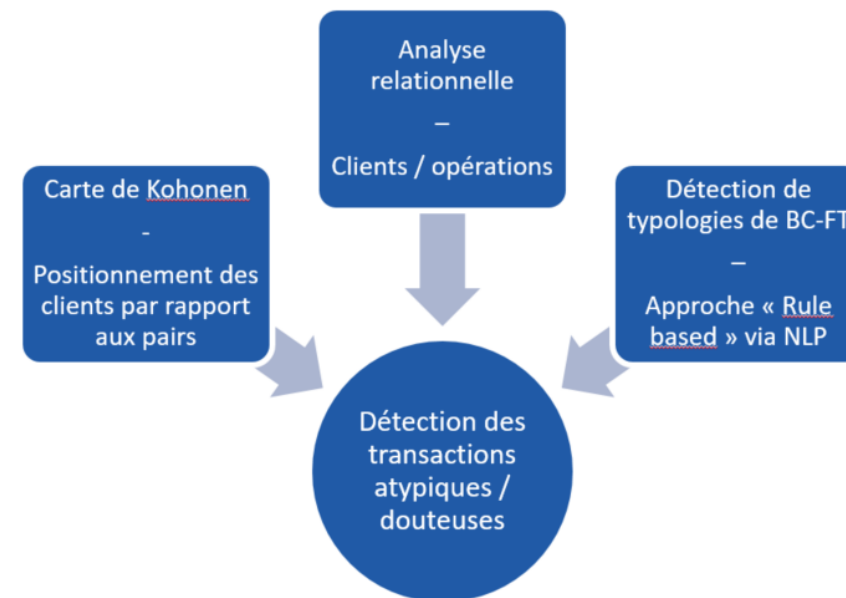 Analyse
relationnelle
–
Clients / opérations
Carte de Kohonen
-
Positionnement des
clients par rapport
aux pairs
Détection de
typologies de BC-FT
–
Approche « Rule
based » via NLP
Détection des
transactions
atypiques /
douteuses